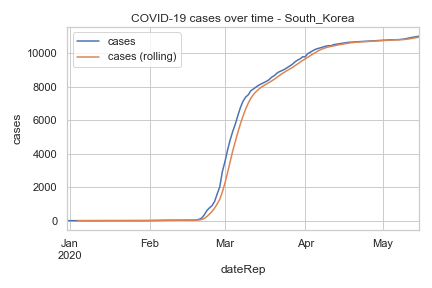 COVID-19 cases over time - South_Korea
cases
cases (rolling)
10000
8000
6000
4000
2000
0
cases
Jan Feb Mar Apr May
2020
dateRep